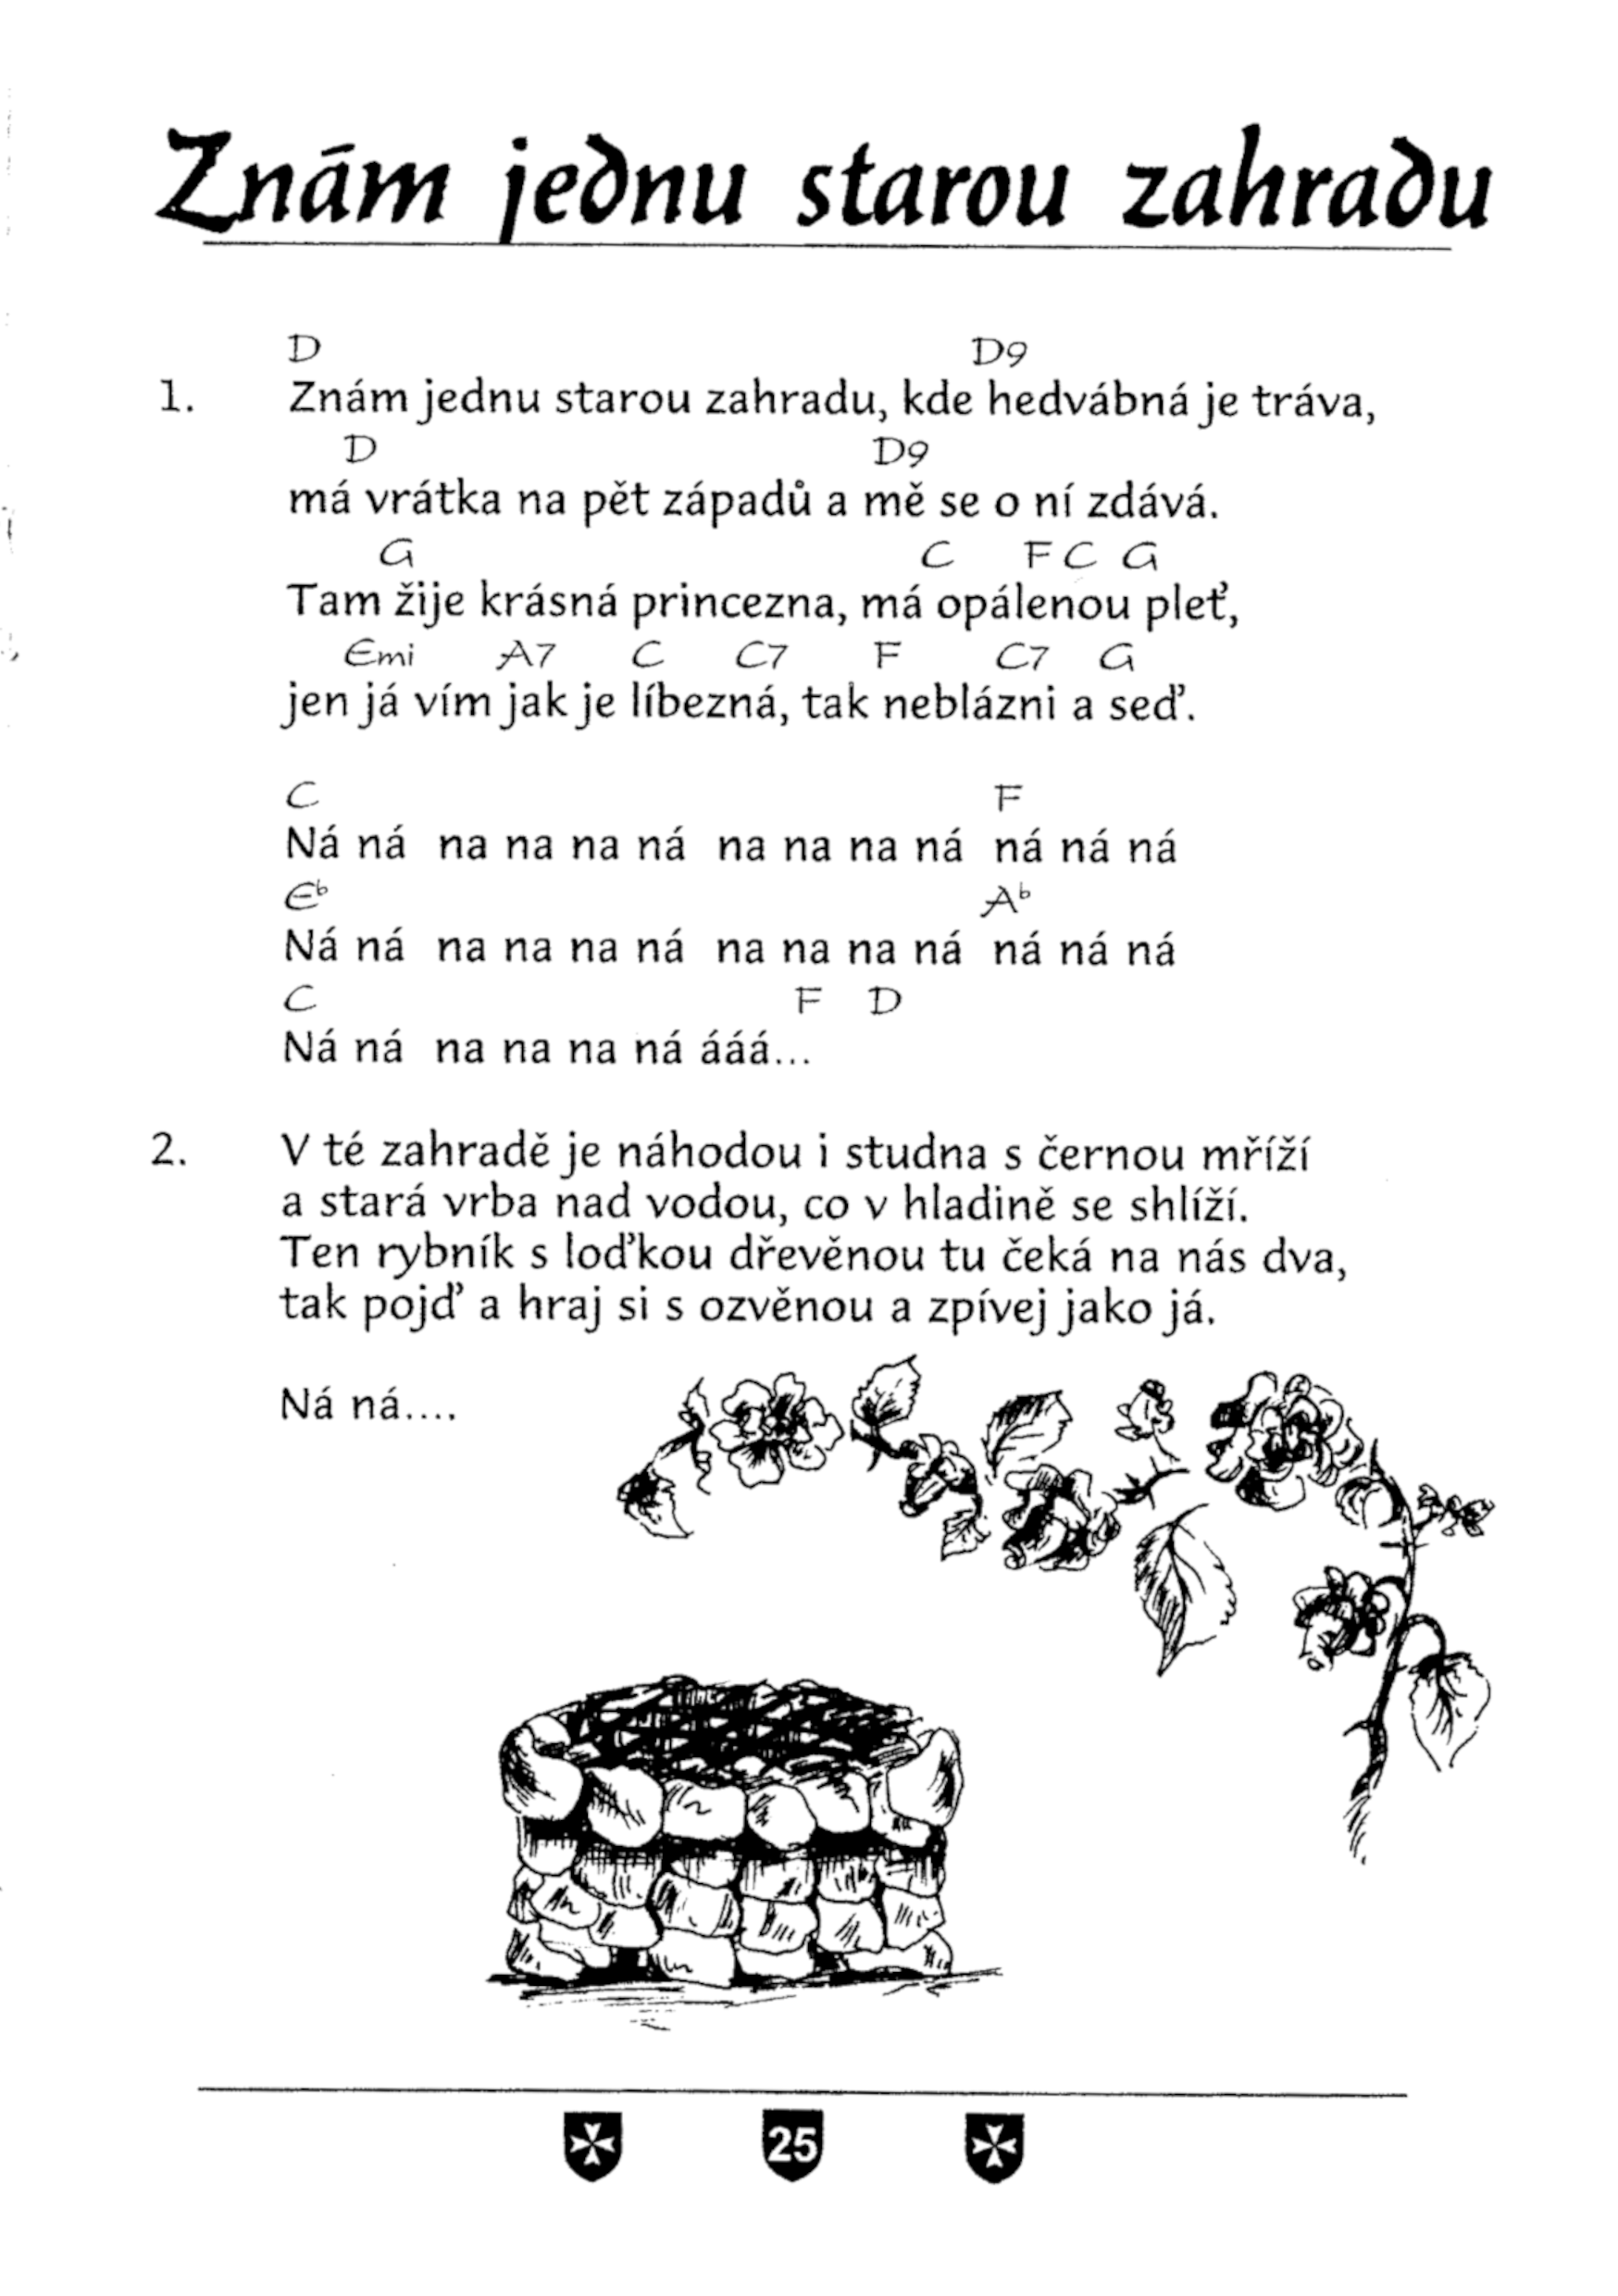 Znám jednu starou zahradu
D D9
1. Znám jednu starou zahradu, kde hedvábná je tráva,
D D9
má vrátka na pět západů a mě se o ní zdává.
G C F C G
Tam žije krásná princezna, má opálenou pleť,
Emi A7 C C7 F C7 G
jen já vím jak je líbezná, tak neblázni a seď.
C F
Ná ná na na na ná na na na ná ná ná ná
E♭ A♭
Ná ná na na na ná na na na ná ná ná ná
C F D
Ná ná na na na ná ááá...
2. V té zahradě je náhodou i studna s černou mříží
a stará vrba nad vodou, co v hladině se shlíží.
Ten rybník s loďkou dřevěnou tu čeká na nás dva,
tak pojď a hraj si s ozvěnou a zpívej jako já.
Ná ná....
25